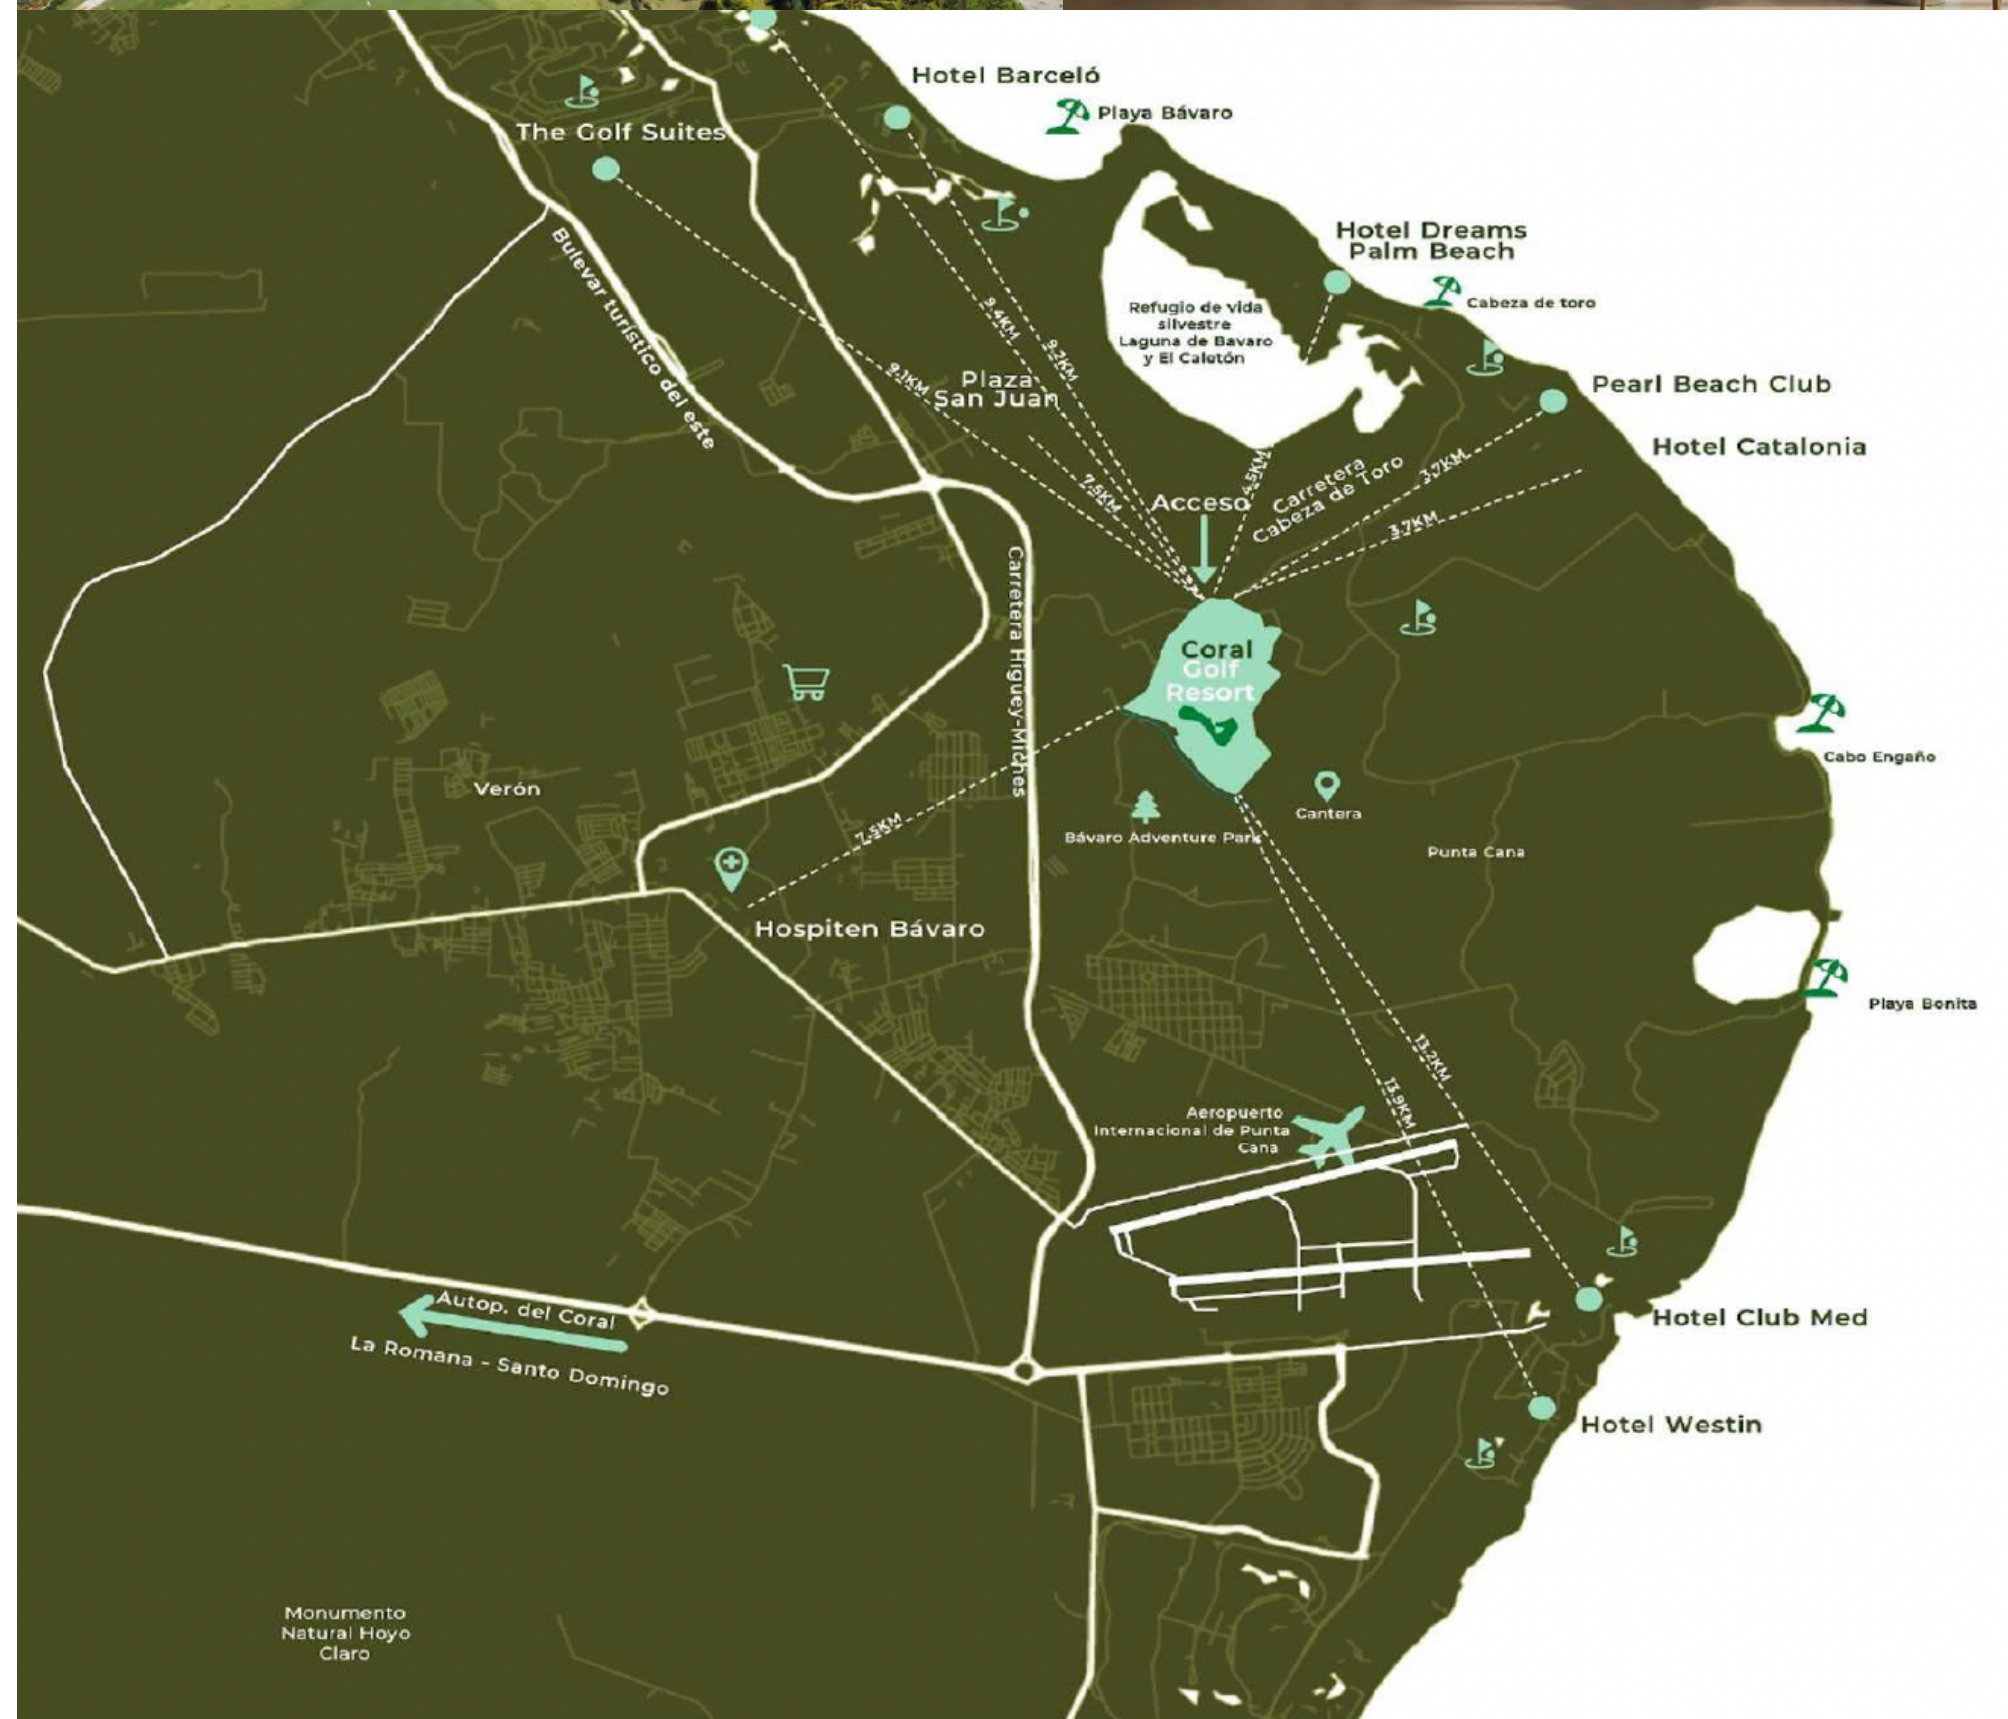 Hotel Barceló
Playa Bávaro
The Golf Suites
Hotel Dreams
Palm Beach
Cabeza de toro
Bulevar turístico del este
Refugio de vida
silvestre
Laguna de Bavaro
y El Caletón
9.4KM
9.2KM
9.1KM
Plaza
San Juan
Pearl Beach Club
Hotel Catalonia
7.5KM
4.5KM
Carretera
Cabeza de Toro
3.7KM
3.7KM
Acceso
Carretera Higuey-Miches
Coral
Golf
Resort
Cabo Engaño
Verón
7.5KM
Cantera
Bávaro Adventure Park
Punta Cana
Hospiten Bávaro
Playa Bonita
13.2KM
13.9KM
Aeropuerto
Internacional de Punta
Cana
Autop. del Coral
La Romana - Santo Domingo
Hotel Club Med
Hotel Westin
Monumento
Natural Hoyo
Claro